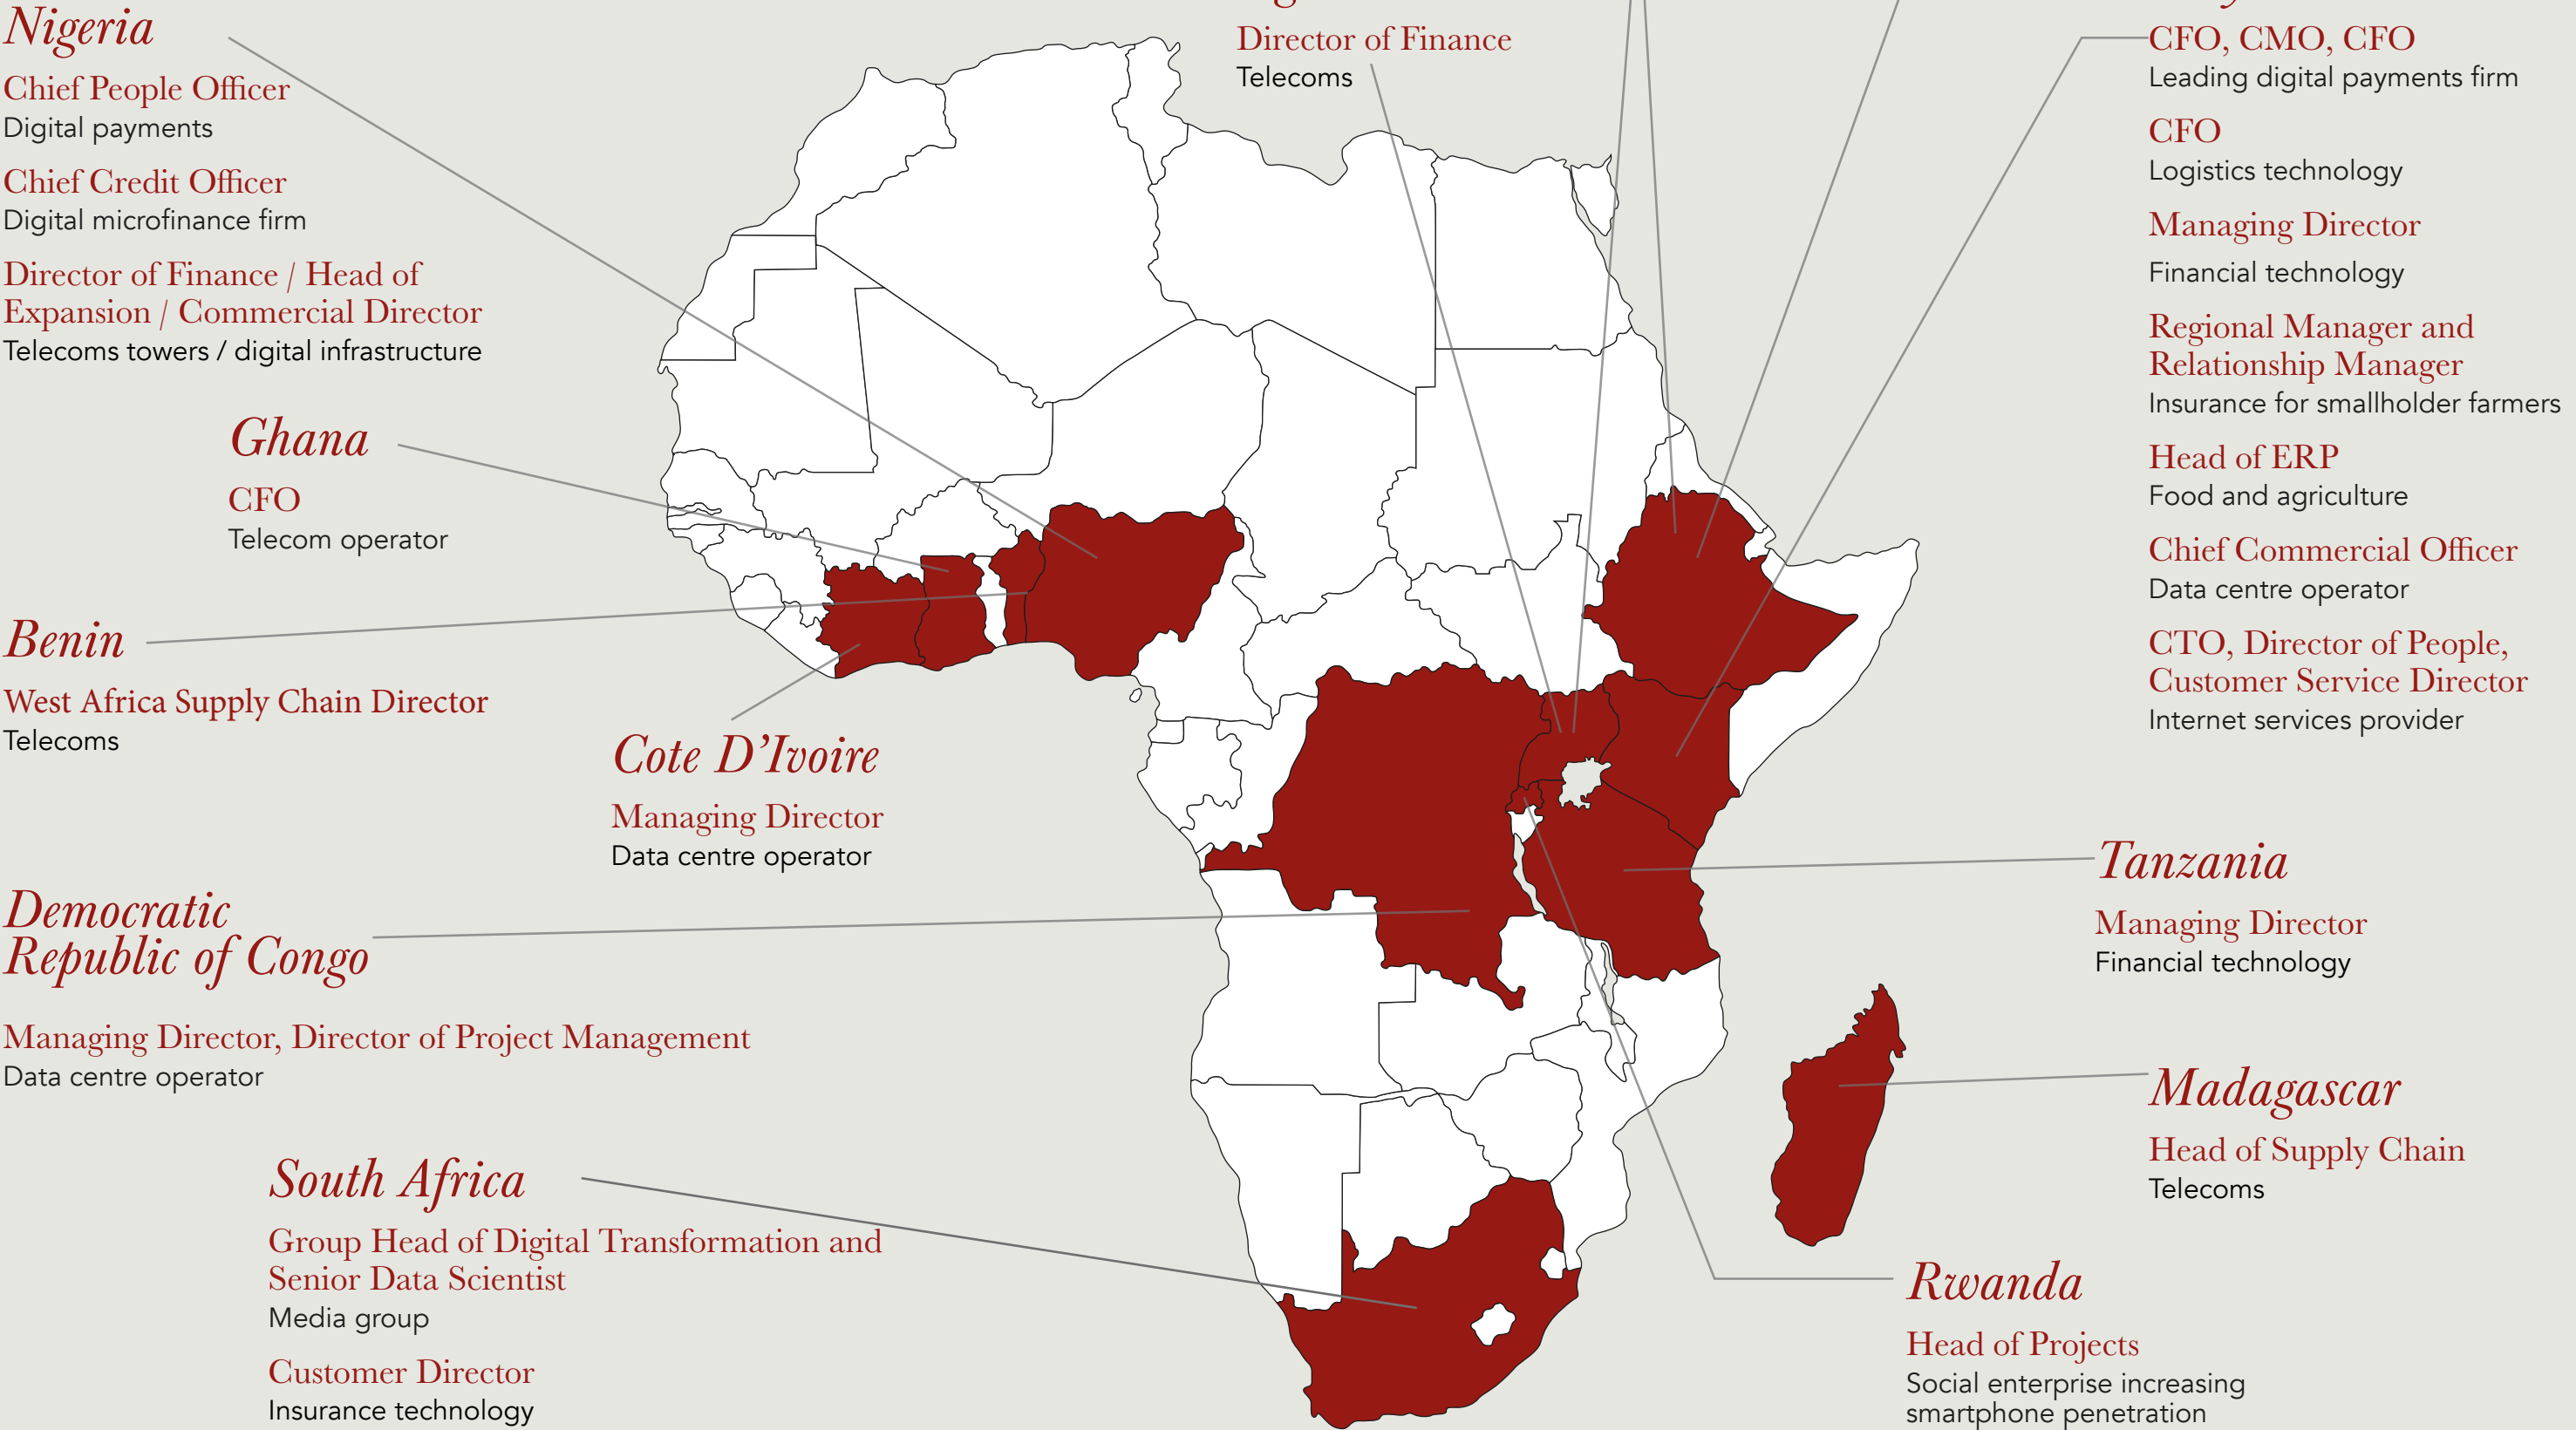 Nigeria
Chief People Officer
Digital payments
Chief Credit Officer
Digital microfinance firm
Director of Finance / Head of
Expansion / Commercial Director
Telecoms towers / digital infrastructure
Ghana
CFO
Telecom operator
Benin
West Africa Supply Chain Director
Telecoms
Cote D’Ivoire
Managing Director
Data centre operator
Democratic
Republic of Congo
Managing Director, Director of Project Management
Data centre operator
South Africa
Group Head of Digital Transformation and
Senior Data Scientist
Media group
Customer Director
Insurance technology
Director of Finance
Telecoms
CFO, CMO, CFO
Leading digital payments firm
CFO
Logistics technology
Managing Director
Financial technology
Regional Manager and
Relationship Manager
Insurance for smallholder farmers
Head of ERP
Food and agriculture
Chief Commercial Officer
Data centre operator
CTO, Director of People,
Customer Service Director
Internet services provider
Tanzania
Managing Director
Financial technology
Madagascar
Head of Supply Chain
Telecoms
Rwanda
Head of Projects
Social enterprise increasing
smartphone penetration